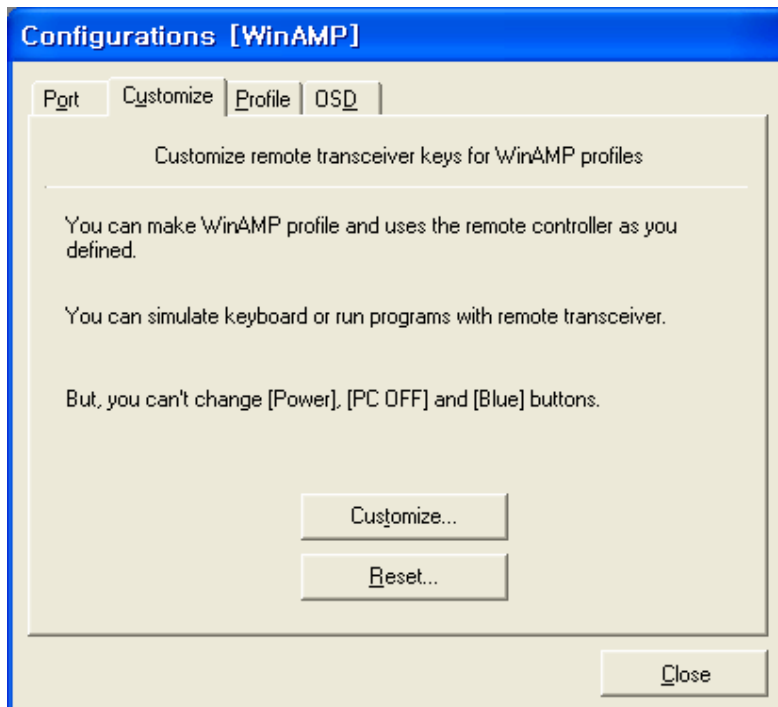 Configurations [WinAMP]
Port Customize Profile OSD
Customize remote transceiver keys for WinAMP profiles
You can make WinAMP profile and uses the remote controller as you
defined.
You can simulate keyboard or run programs with remote transceiver.
But, you can't change [Power], [PC OFF] and [Blue] buttons.
Customize...
Reset...
Close